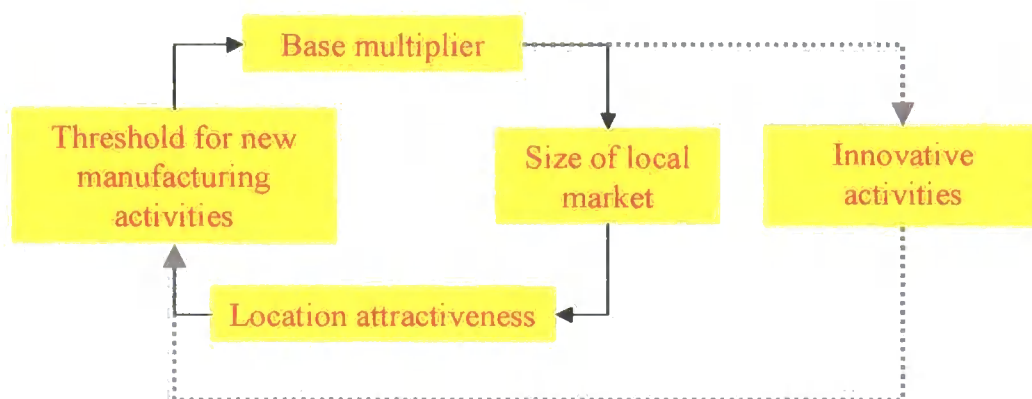 Base multiplier
Threshold for new
manufacturing
activities
Size of local
market
Innovative
activities
Location attractiveness